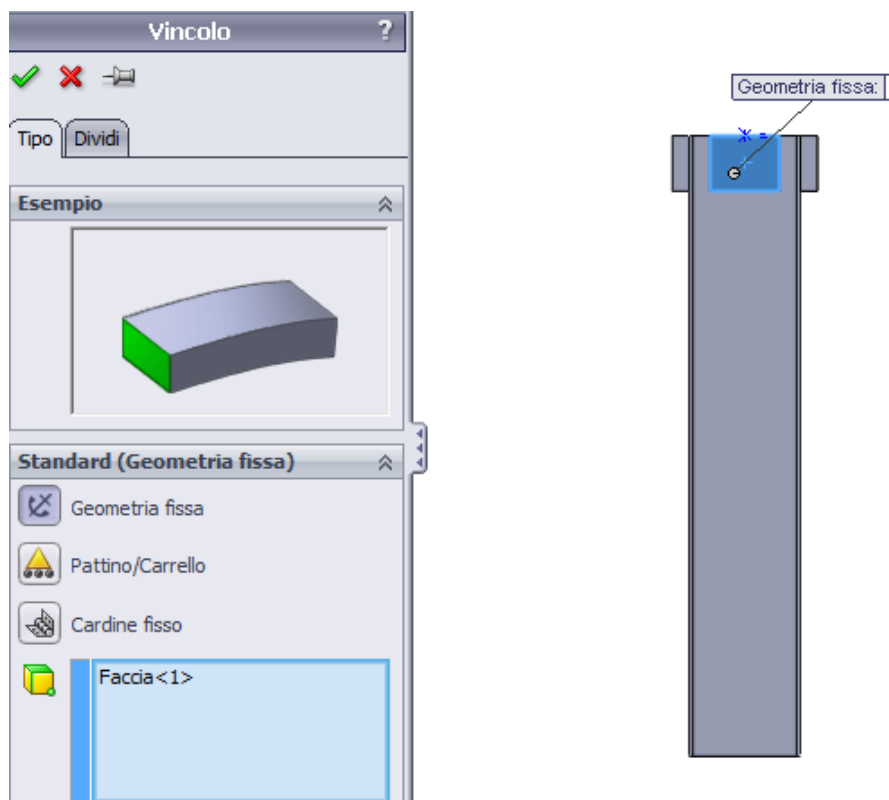 Vincolo ?
Tipo Dividi
Esempio
Standard (Geometria fissa)
Geometria fissa
Pattino/Carrello
Cardine fisso
Faccia<1>
Geometria fissa: